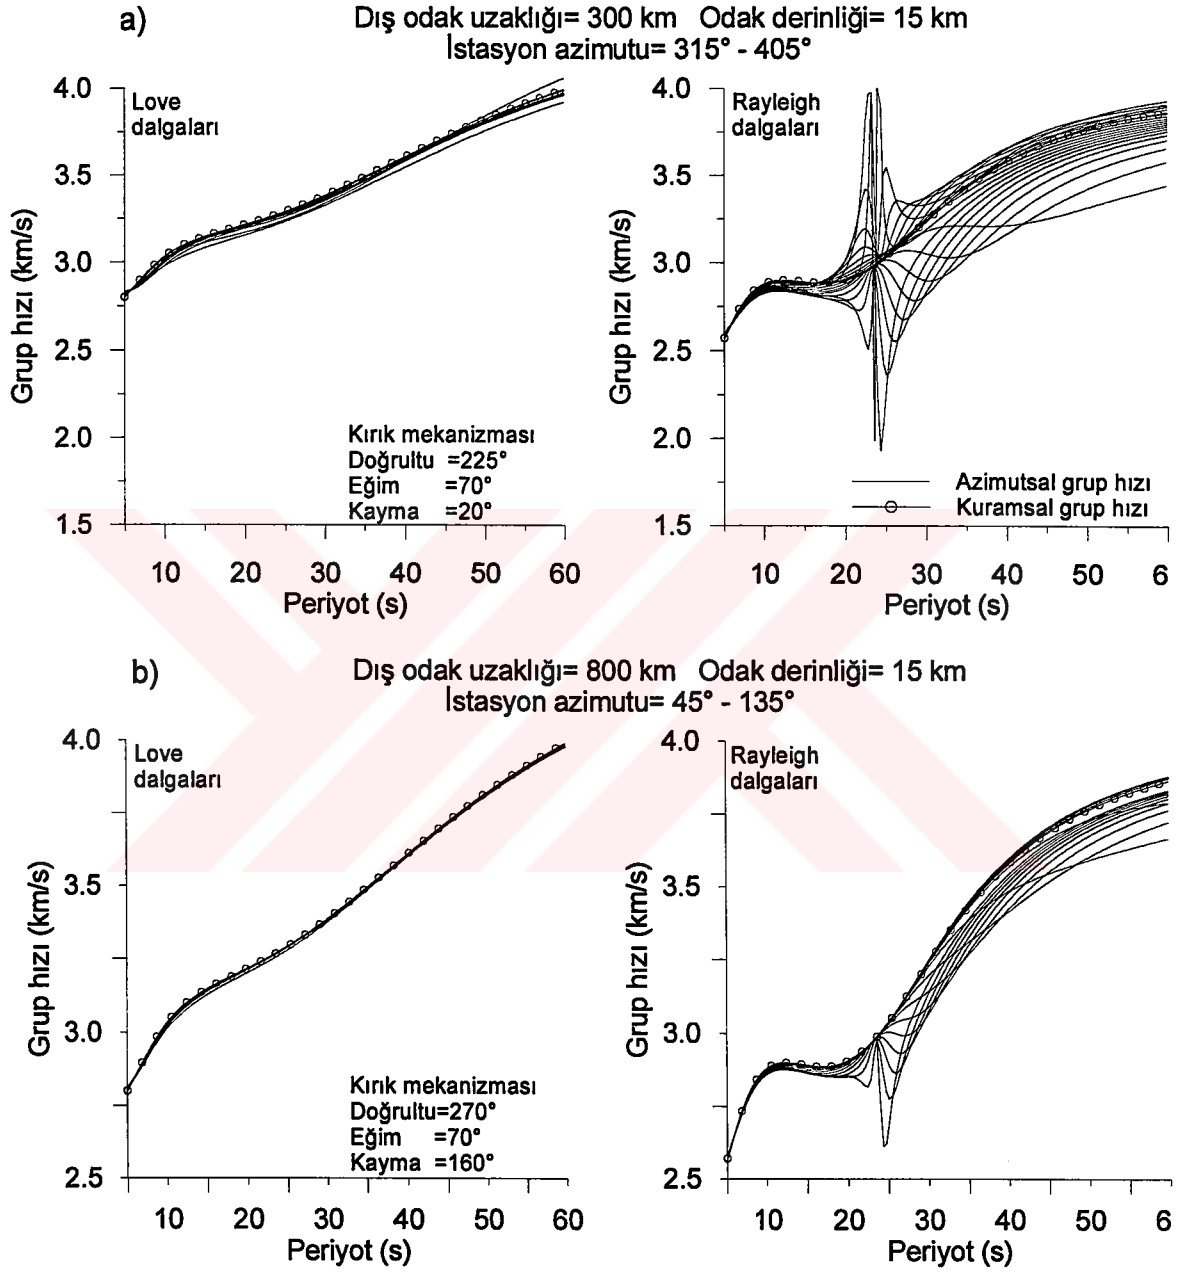 a)
Dış odak uzaklığı= 300 km Odak derinliği= 15 km
İstasyon azimutu= 315° - 405°
4.0
3.5
3.0
2.5
2.0
1.5
Grup hızı (km/s)
Love
dalgaları
Kırık mekanizması
Doğrultu =225°
Eğim =70°
Kayma =20°
10 20 30 40 50 60
Periyot (s)
4.0
3.5
3.0
2.5
2.0
1.5
Grup hızı (km/s)
Rayleigh
dalgaları
Azimutsal grup hızı
Kuramsal grup hızı
10 20 30 40 50 6
Periyot (s)
b)
Dış odak uzaklığı= 800 km Odak derinliği= 15 km
İstasyon azimutu= 45° - 135°
4.0
3.5
3.0
2.5
Grup hızı (km/s)
Love
dalgaları
Kırık mekanizması
Doğrultu=270°
Eğim =70°
Kayma =160°
10 20 30 40 50 60
Periyot (s)
4.0
3.5
3.0
2.5
Grup hızı (km/s)
Rayleigh
dalgaları
10 20 30 40 50 6
Periyot (s)